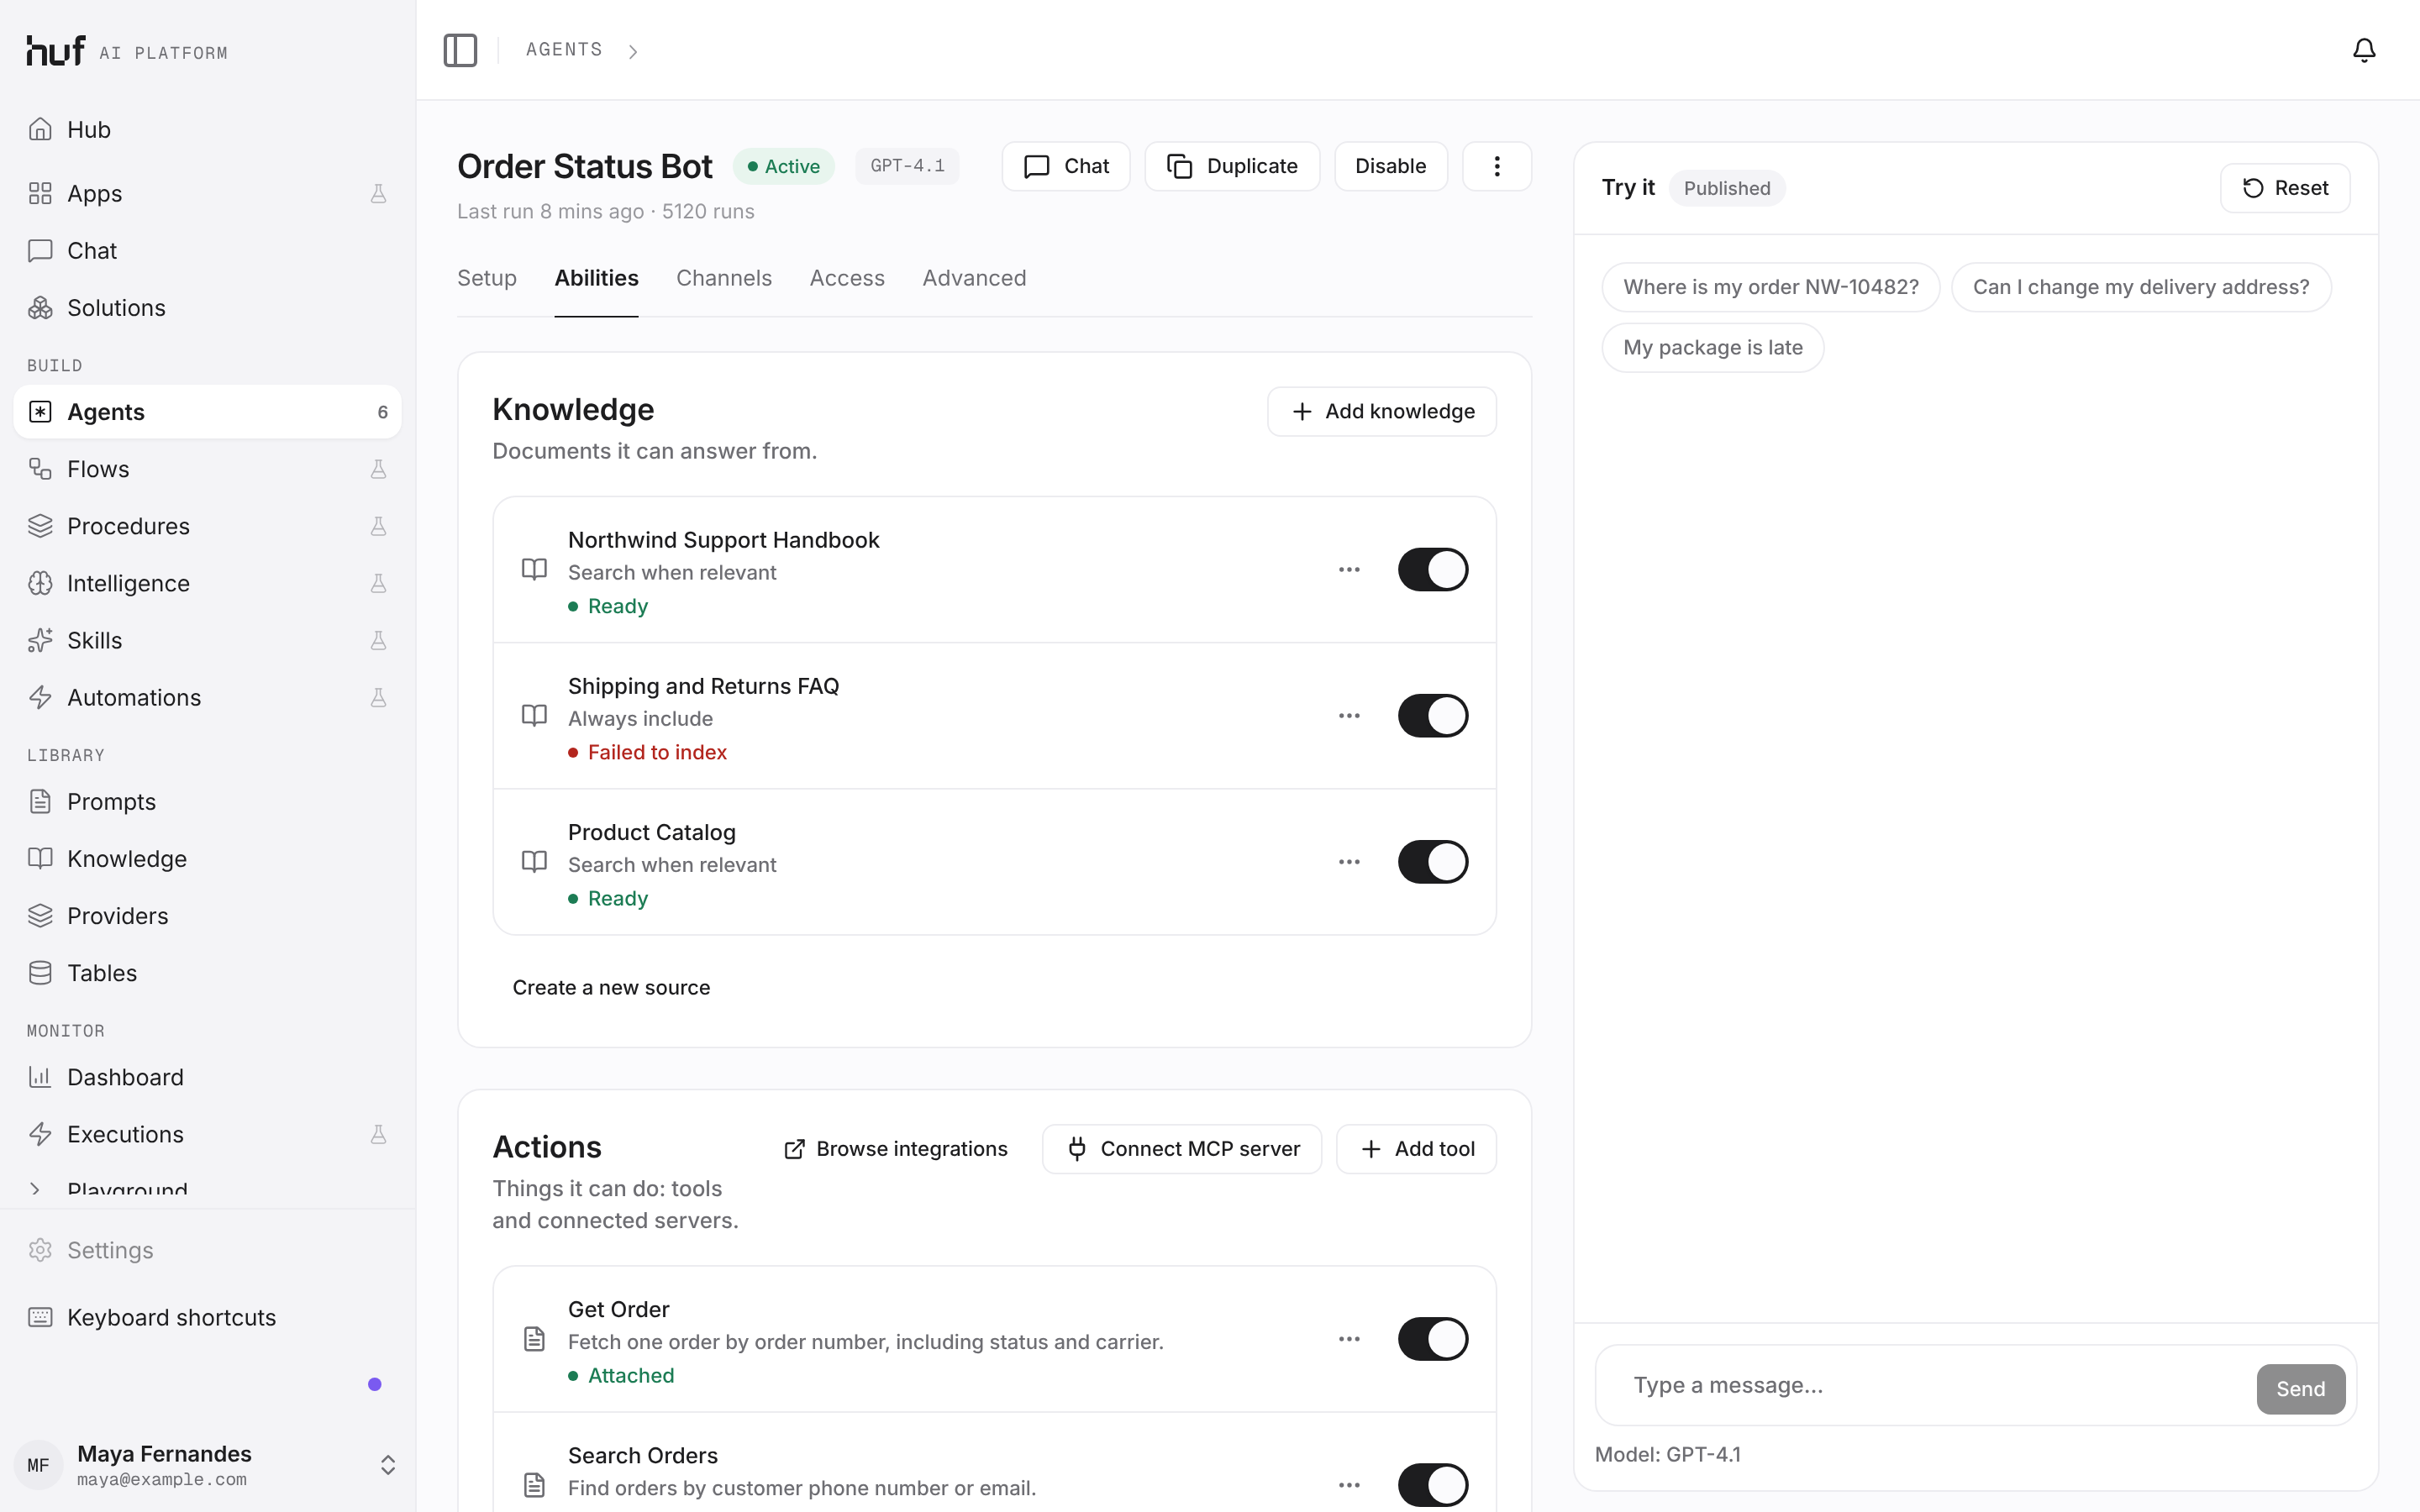 huf AI PLATFORM
Hub
Apps
Chat
Solutions
BUILD
Agents 6
Flows
Procedures
Intelligence
Skills
Automations
LIBRARY
Prompts
Knowledge
Providers
Tables
MONITOR
Dashboard
Executions
Playground
Settings
Keyboard shortcuts
MF Maya Fernandes
maya@example.com
AGENTS
Order Status Bot Active GPT-4.1 Chat Duplicate Disable
Last run 8 mins ago · 5120 runs
Setup Abilities Channels Access Advanced
Knowledge Add knowledge
Documents it can answer from.
Northwind Support Handbook
Search when relevant
Ready
Shipping and Returns FAQ
Always include
Failed to index
Product Catalog
Search when relevant
Ready
Create a new source
Actions Browse integrations Connect MCP server Add tool
Things it can do: tools
and connected servers.
Get Order
Fetch one order by order number, including status and carrier.
Attached
Search Orders
Find orders by customer phone number or email.
Try it Published Reset
Where is my order NW-10482? Can I change my delivery address?
My package is late
Type a message... Send
Model: GPT-4.1